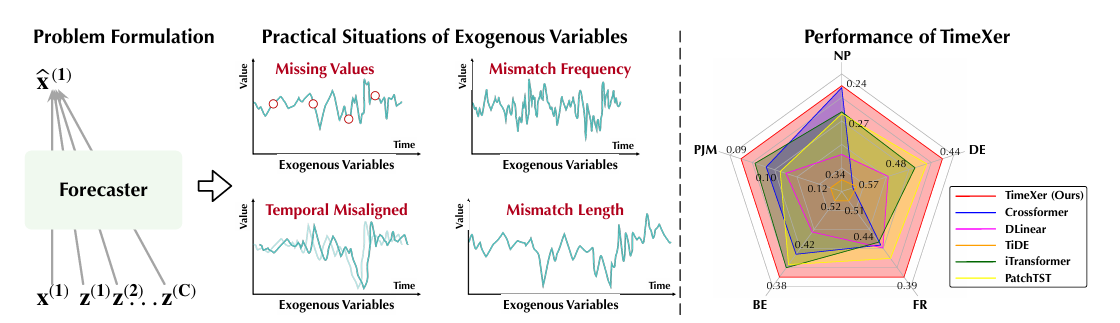 Problem Formulation
x̂(1)
Forecaster
x(1) z(1) z(2) . . . z(C)
Practical Situations of Exogenous Variables
Value
Missing Values
Time
Exogenous Variables
Value
Mismatch Frequency
Time
Exogenous Variables
Value
Temporal Misaligned
Time
Exogenous Variables
Value
Mismatch Length
Time
Exogenous Variables
Performance of TimeXer
NP
0.24
0.27
PJM
0.09
0.10
0.44
DE
0.48
0.34
0.12
0.57
0.52
0.51
0.42
0.44
0.38
0.39
BE
FR
TimeXer (Ours)
Crossformer
DLinear
TiDE
iTransformer
PatchTST